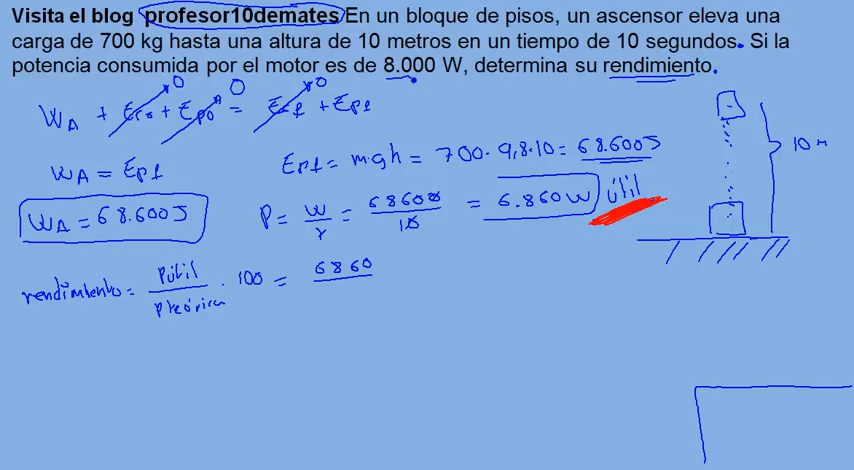 Visita el blog profesor10demates En un bloque de pisos, un ascensor eleva una
carga de 700 kg hasta una altura de 10 metros en un tiempo de 10 segundos. Si la
potencia consumida por el motor es de 8.000 W, determina su rendimiento.
WA + Eco + Epo = Ecf + Epf
0 0 0
WA = Epf
Epf = m·g·h = 700 · 9,8 · 10 = 68.600J
10 m
WA = 68.600J
P = W/T = 68600/10 = 6.860W útil
rendimiento = Pútil/Pteórica · 100 = 6860